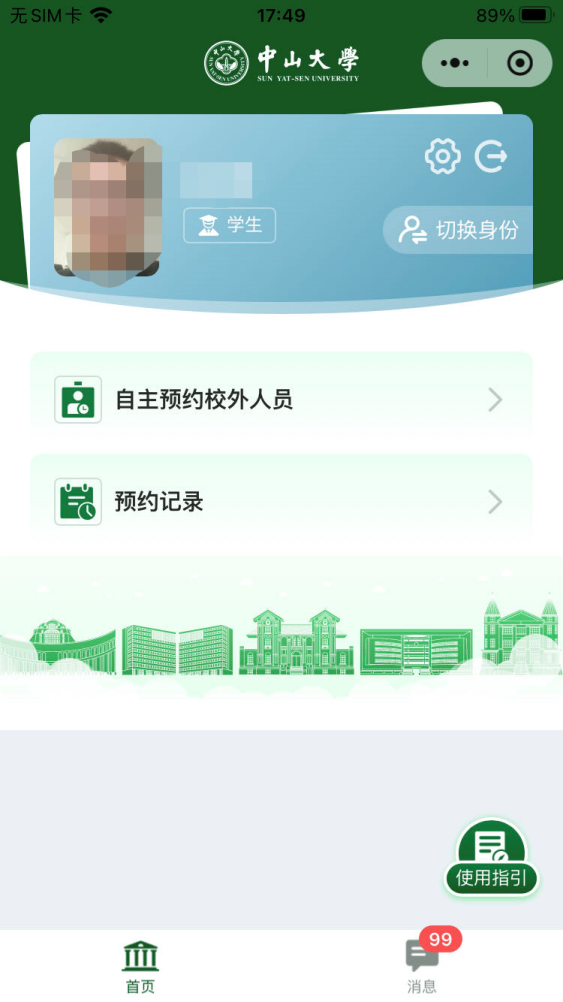 无SIM卡
17:49
89%
中山大學
SUN YAT-SEN UNIVERSITY
学生
切换身份
自主预约校外人员
预约记录
使用指引
99
首页
消息